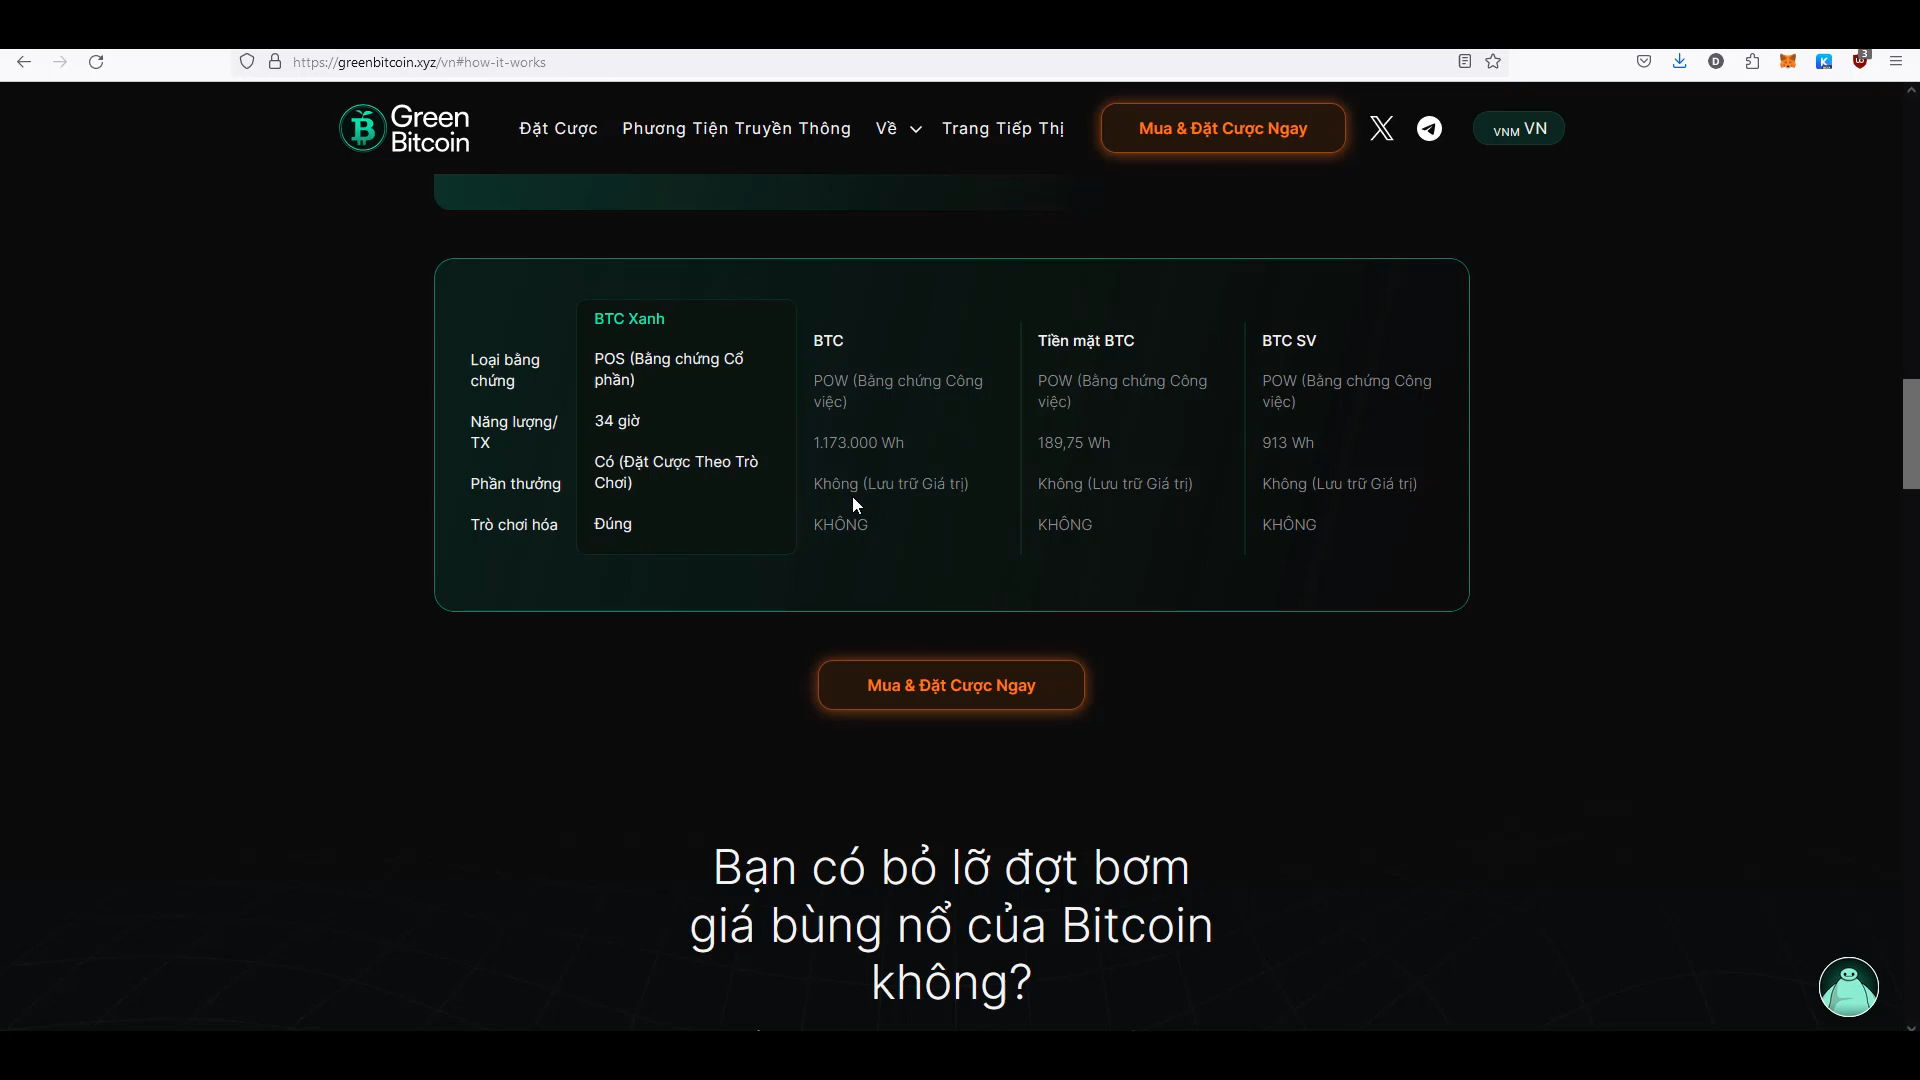 https://greenbitcoin.xyz/vn#how-it-works
3
Green
Bitcoin
Đặt Cược
Phương Tiện Truyền Thông
Về
Trang Tiếp Thị
Mua & Đặt Cược Ngay
VNM VN
BTC Xanh
BTC
Tiền mặt BTC
BTC SV
Loại bằng
chứng
POS (Bằng chứng Cổ
phần)
POW (Bằng chứng Công
việc)
POW (Bằng chứng Công
việc)
POW (Bằng chứng Công
việc)
Năng lượng/
TX
34 giờ
1.173.000 Wh
189,75 Wh
913 Wh
Phần thưởng
Có (Đặt Cược Theo Trò
Chơi)
Không (Lưu trữ Giá trị)
Không (Lưu trữ Giá trị)
Không (Lưu trữ Giá trị)
Trò chơi hóa
Đúng
KHÔNG
KHÔNG
KHÔNG
Mua & Đặt Cược Ngay
Bạn có bỏ lỡ đợt bơm
giá bùng nổ của Bitcoin
không?